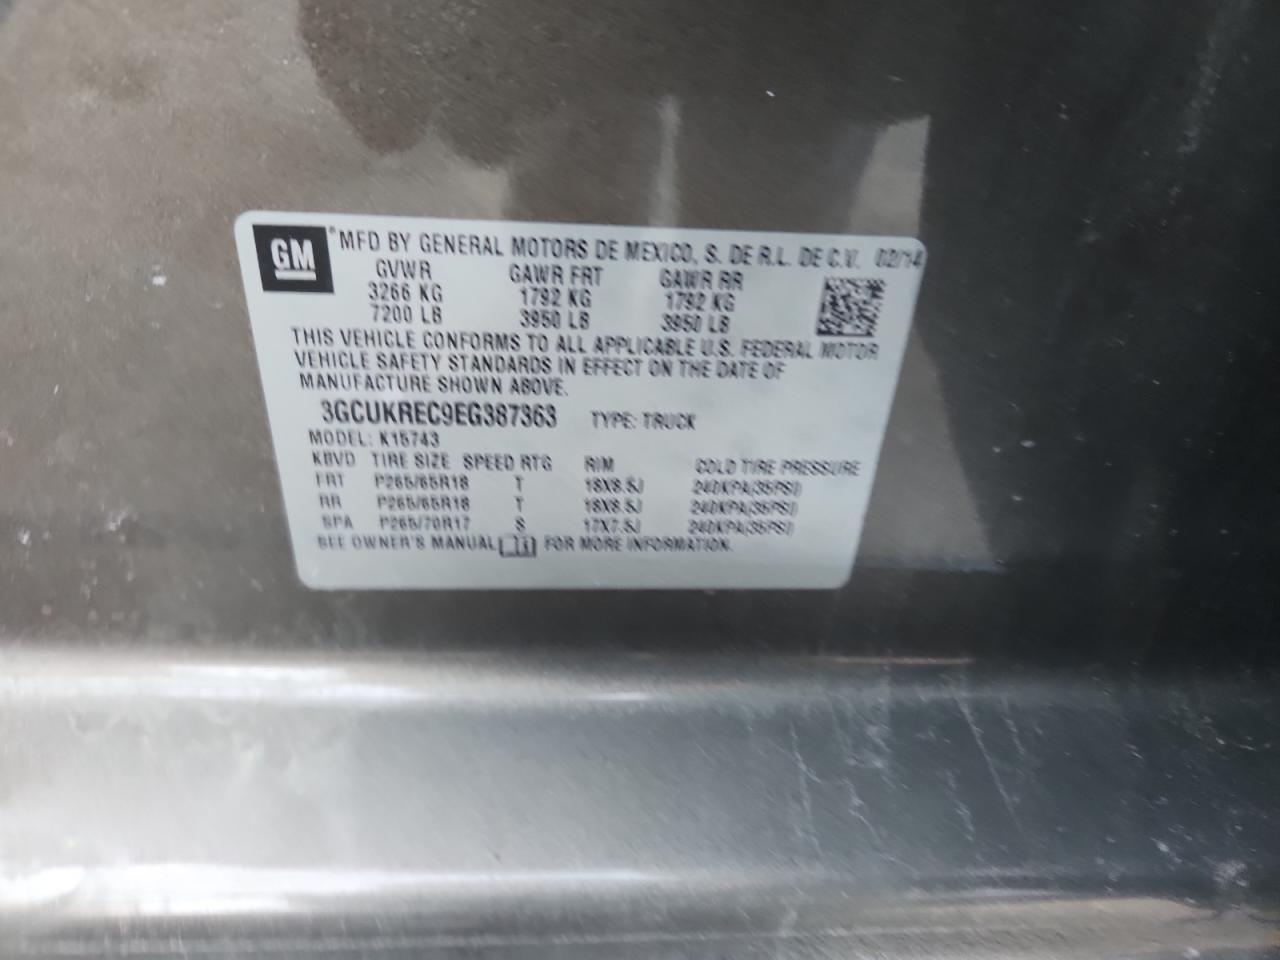 GM
MFD BY GENERAL MOTORS DE MEXICO, S. DE R.L. DE C.V. 02/14
GVWR GAWR FRT GAWR RR
3266 KG 1792 KG 1792 KG
7200 LB 3950 LB 3950 LB
THIS VEHICLE CONFORMS TO ALL APPLICABLE U.S. FEDERAL MOTOR
VEHICLE SAFETY STANDARDS IN EFFECT ON THE DATE OF
MANUFACTURE SHOWN ABOVE.
3GCUKREC9EG387363 TYPE: TRUCK
MODEL: K15743
KBVD TIRE SIZE SPEED RTG RIM COLD TIRE PRESSURE
FRT P265/65R18 T 18X8.5J 240KPA(35PSI)
RR P265/65R18 T 18X8.5J 240KPA(35PSI)
SPA P265/70R17 S 17X7.5J 240KPA(35PSI)
SEE OWNER'S MANUAL FOR MORE INFORMATION.